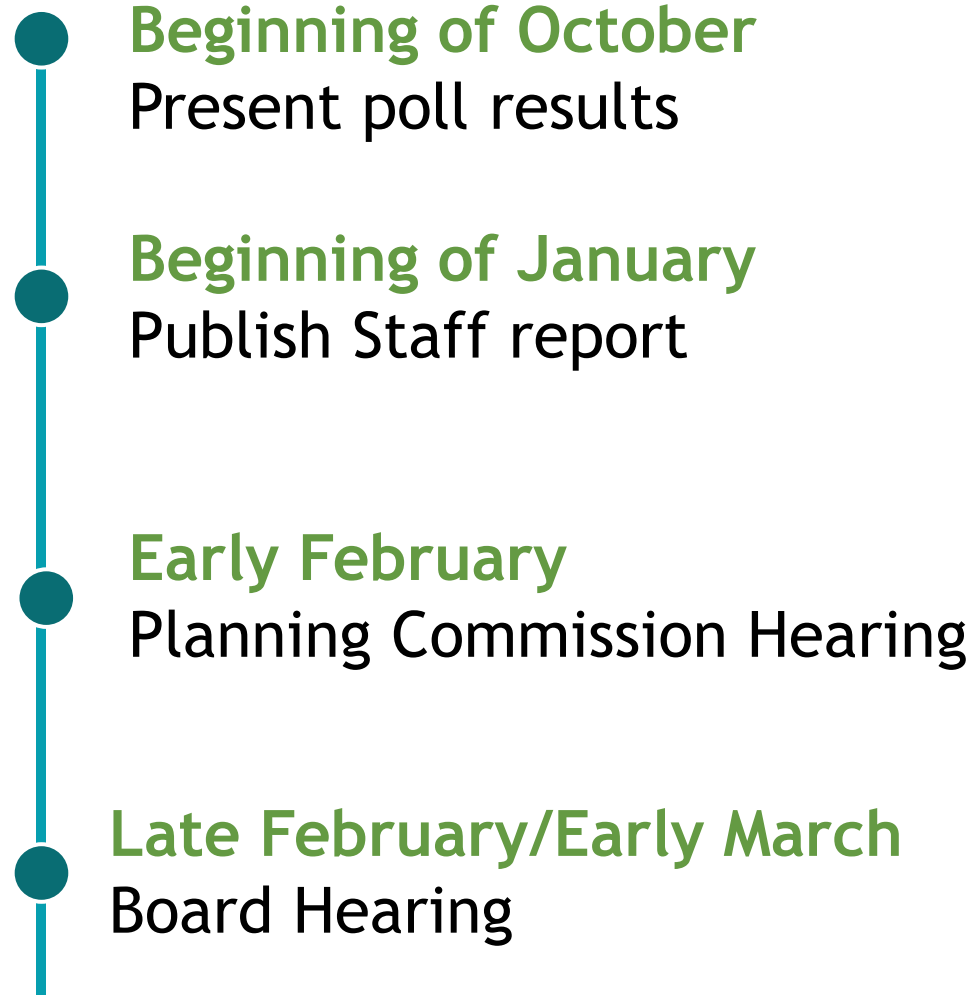 Beginning of October
Present poll results
Beginning of January
Publish Staff report
Early February
Planning Commission Hearing
Late February/Early March
Board Hearing